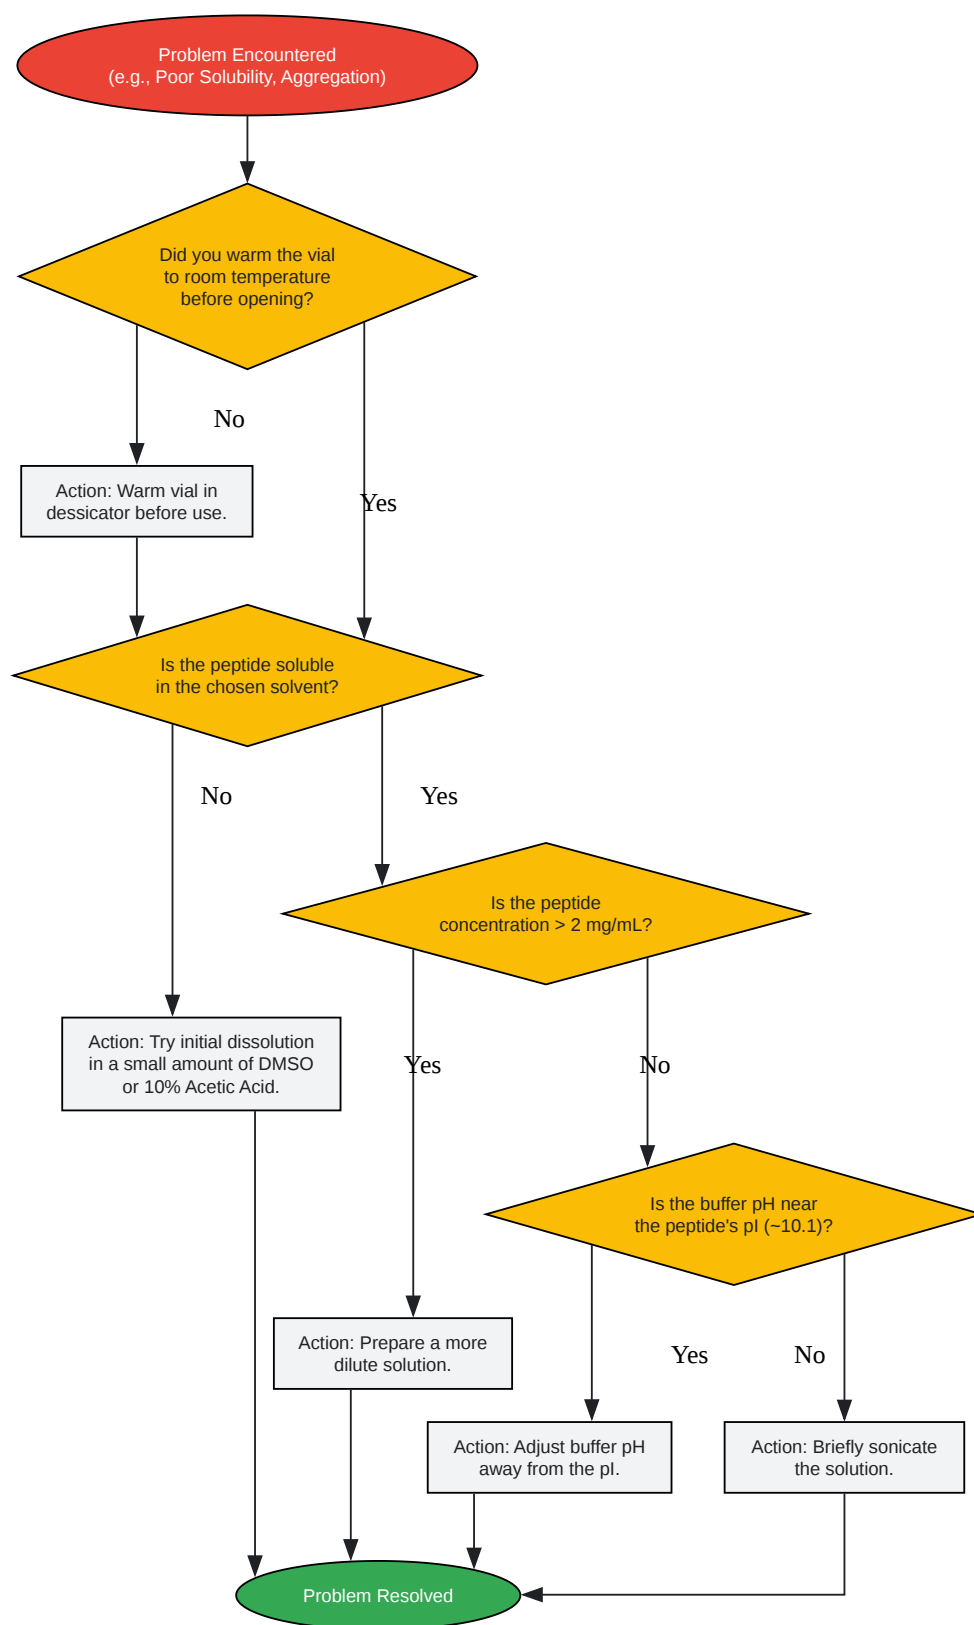 Problem Encountered
(e.g., Poor Solubility, Aggregation)
Did you warm the vial
to room temperature
before opening?
No
Action: Warm vial in
dessicator before use.
Yes
Is the peptide soluble
in the chosen solvent?
No
Yes
Is the peptide
concentration > 2 mg/mL?
Action: Try initial dissolution
in a small amount of DMSO
or 10% Acetic Acid.
Yes
No
Is the buffer pH near
the peptide's pI (~10.1)?
Action: Prepare a more
dilute solution.
Yes
No
Action: Adjust buffer pH
away from the pI.
Action: Briefly sonicate
the solution.
Problem Resolved